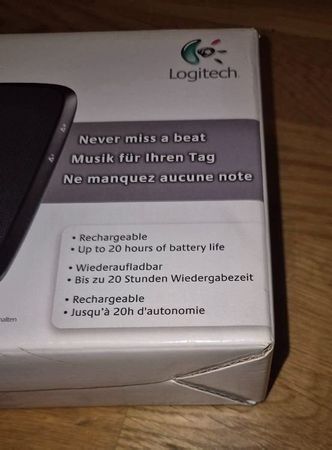 Logitech
Never miss a beat
Musik für Ihren Tag
Ne manquez aucune note
• Rechargeable
• Up to 20 hours of battery life
• Wiederaufladbar
• Bis zu 20 Stunden Wiedergabezeit
• Rechargeable
• Jusqu'à 20h d'autonomie